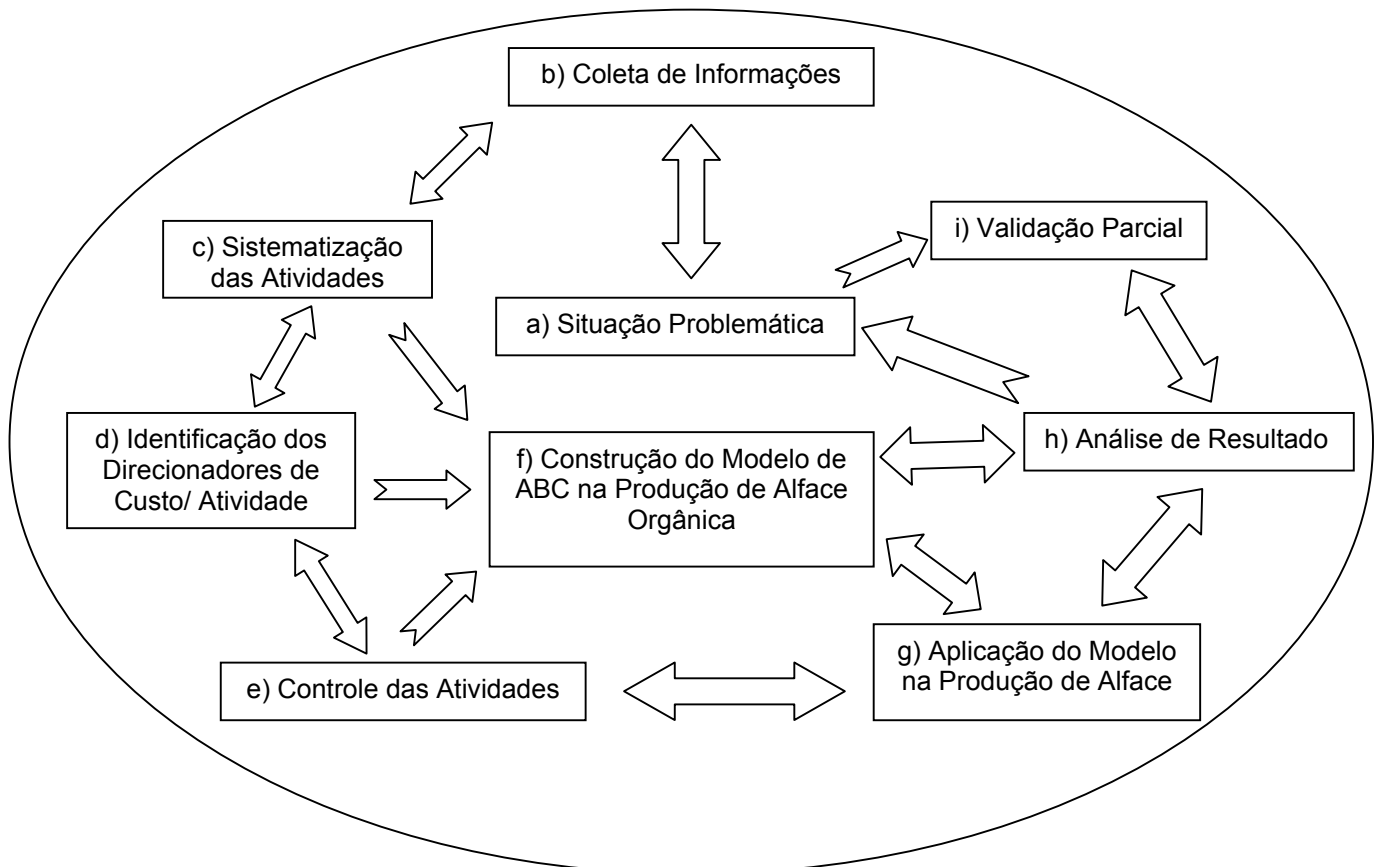 b) Coleta de Informações
i) Validação Parcial
c) Sistematização
das Atividades
a) Situação Problemática
d) Identificação dos
Direcionadores de
Custo/ Atividade
f) Construção do Modelo de
ABC na Produção de Alface
Orgânica
h) Análise de Resultado
g) Aplicação do Modelo
na Produção de Alface
e) Controle das Atividades